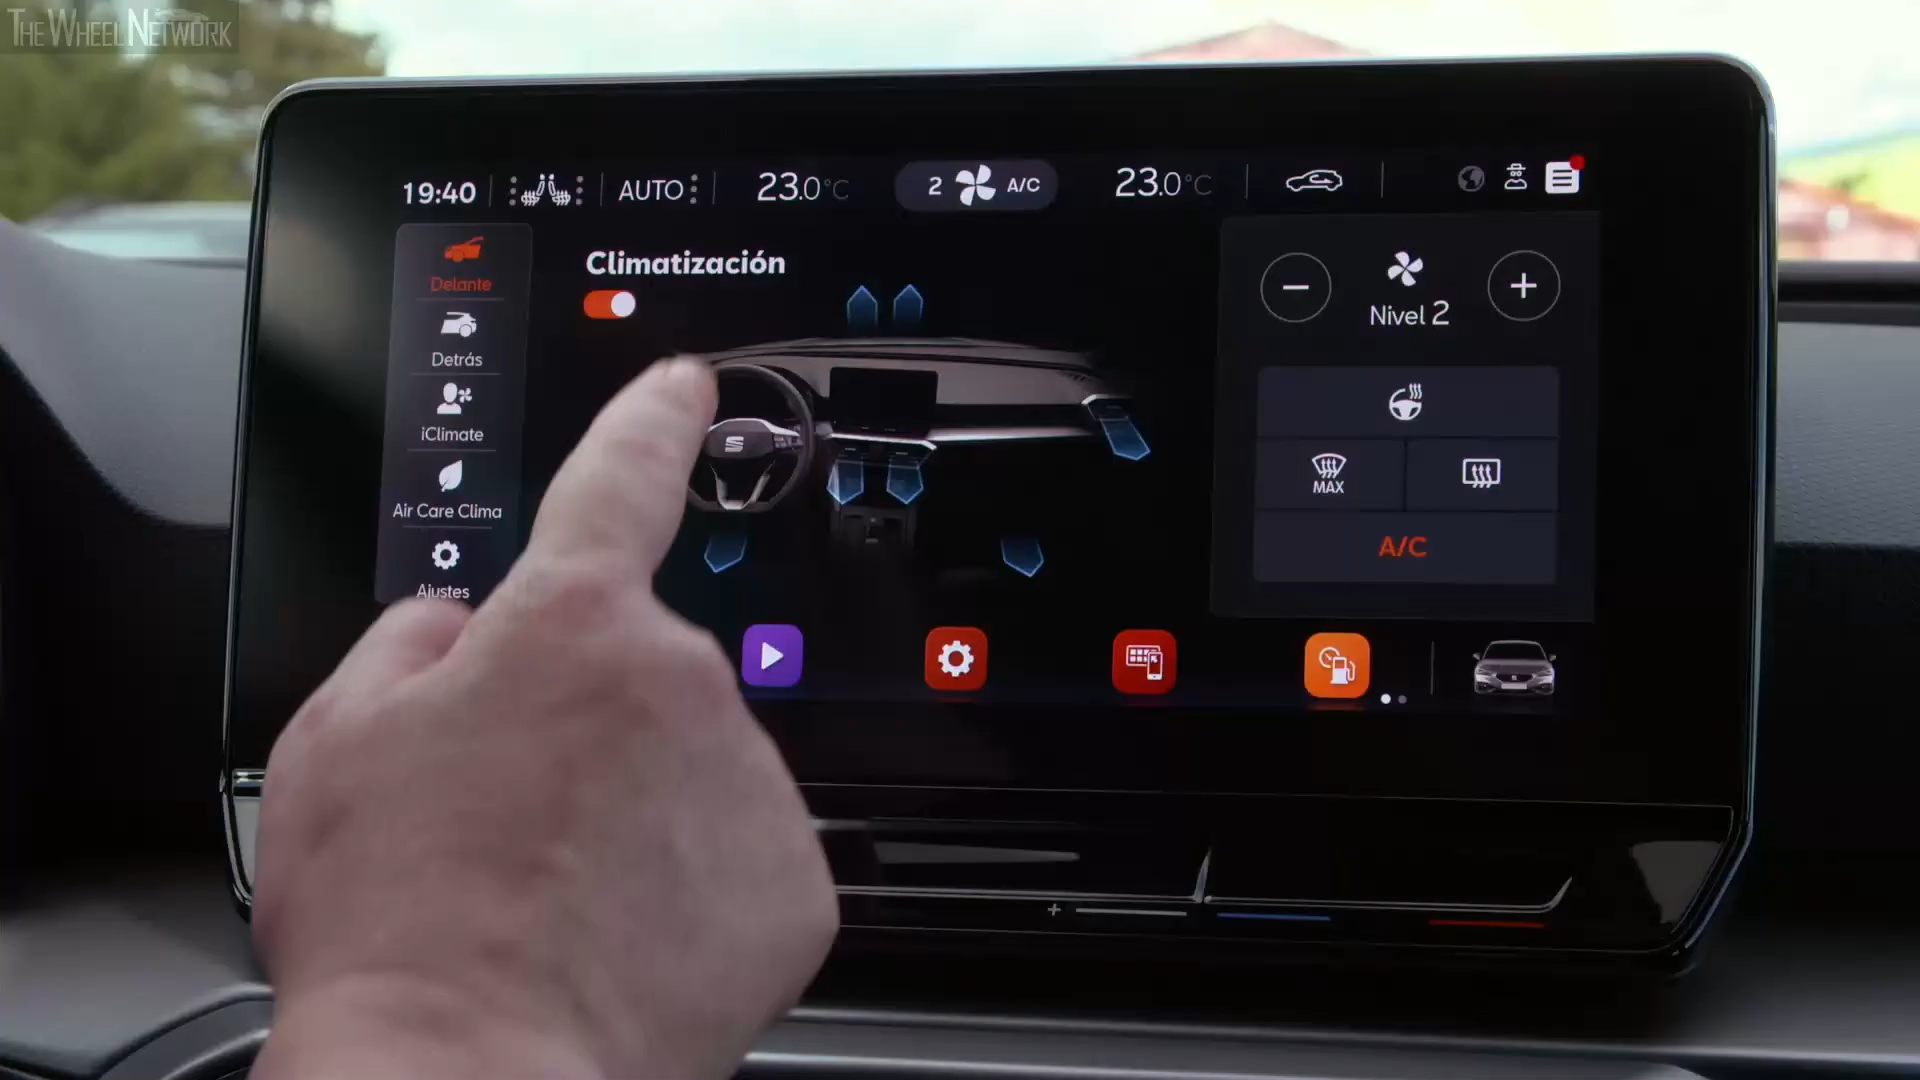 THE WHEEL NETWORK
19:40
AUTO
23.0°C
2 A/C
23.0°C
Delante
Detrás
iClimate
Air Care Clima
Ajustes
Climatización
Nivel 2
MAX
A/C